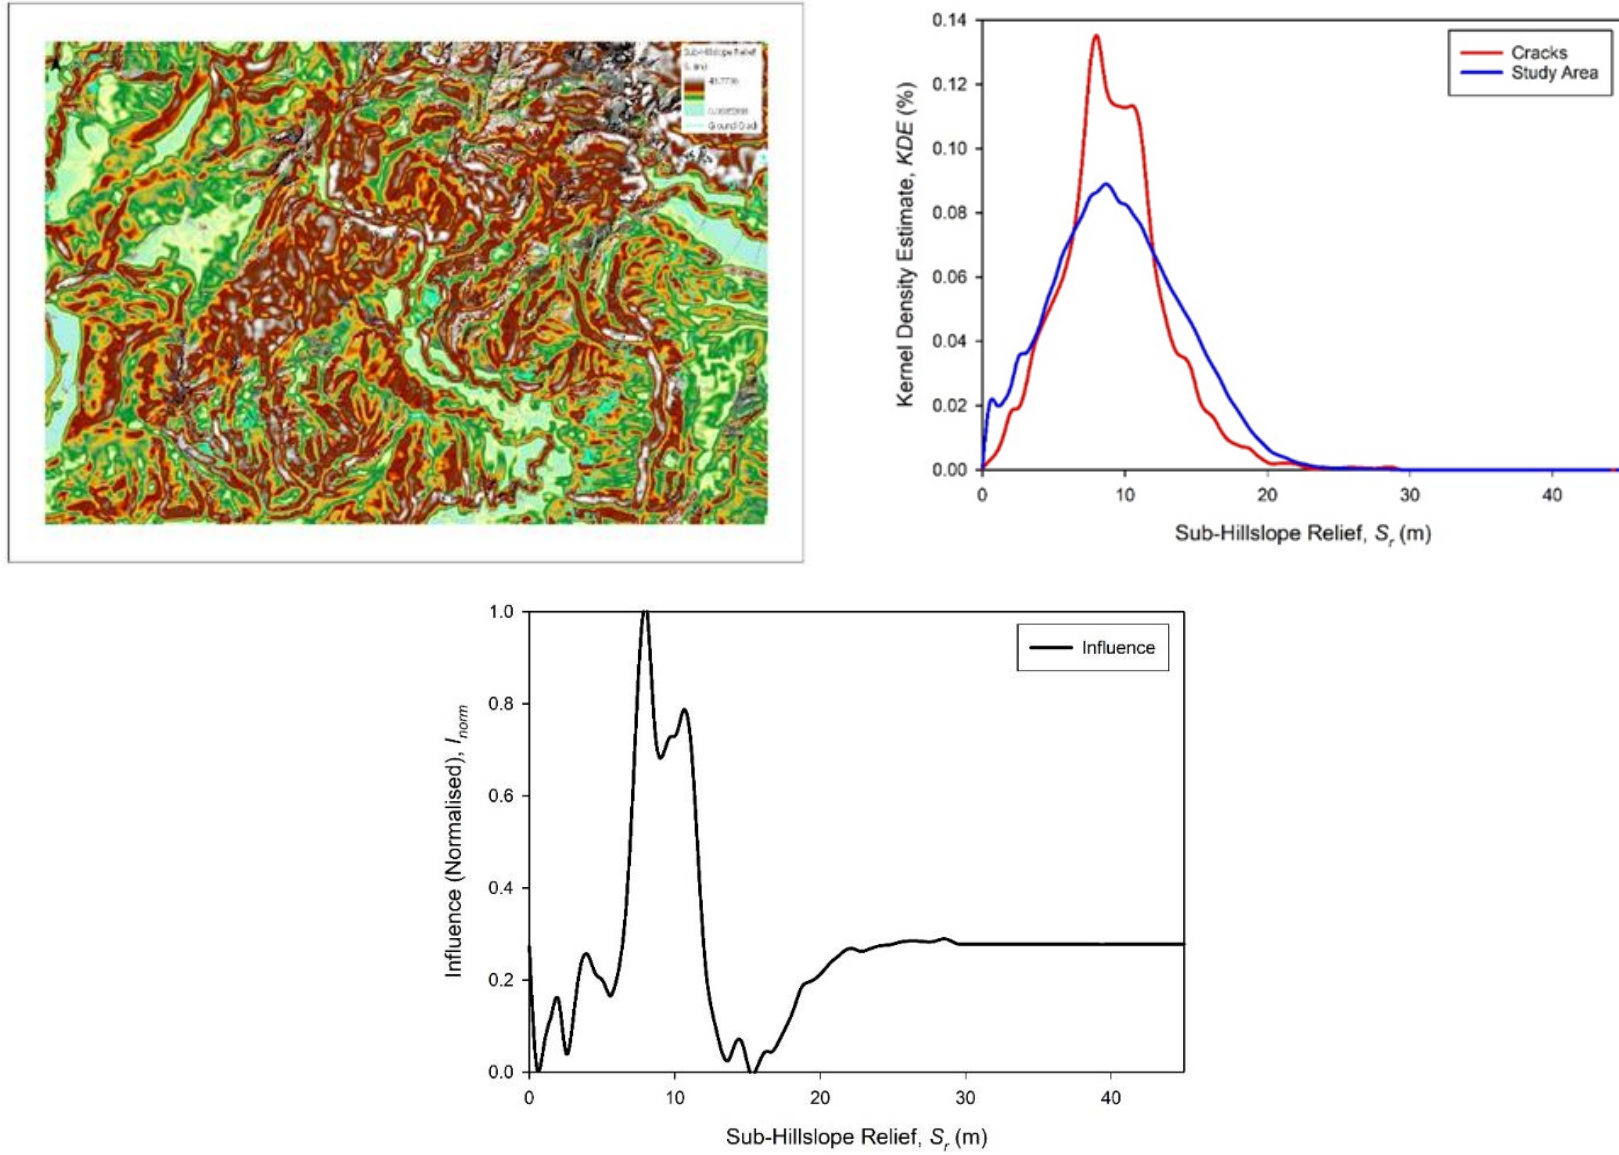 Sub-Hillslope Relief
Ground Crack
0.14
0.12
0.10
0.08
0.06
0.04
0.02
0.00
Kernel Density Estimate, KDE (%)
Cracks
Study Area
0
10
20
30
40
Sub-Hillslope Relief, Sr (m)
1.0
0.8
0.6
0.4
0.2
0.0
Influence (Normalised), Inorm
Influence
0
10
20
30
40
Sub-Hillslope Relief, Sr (m)